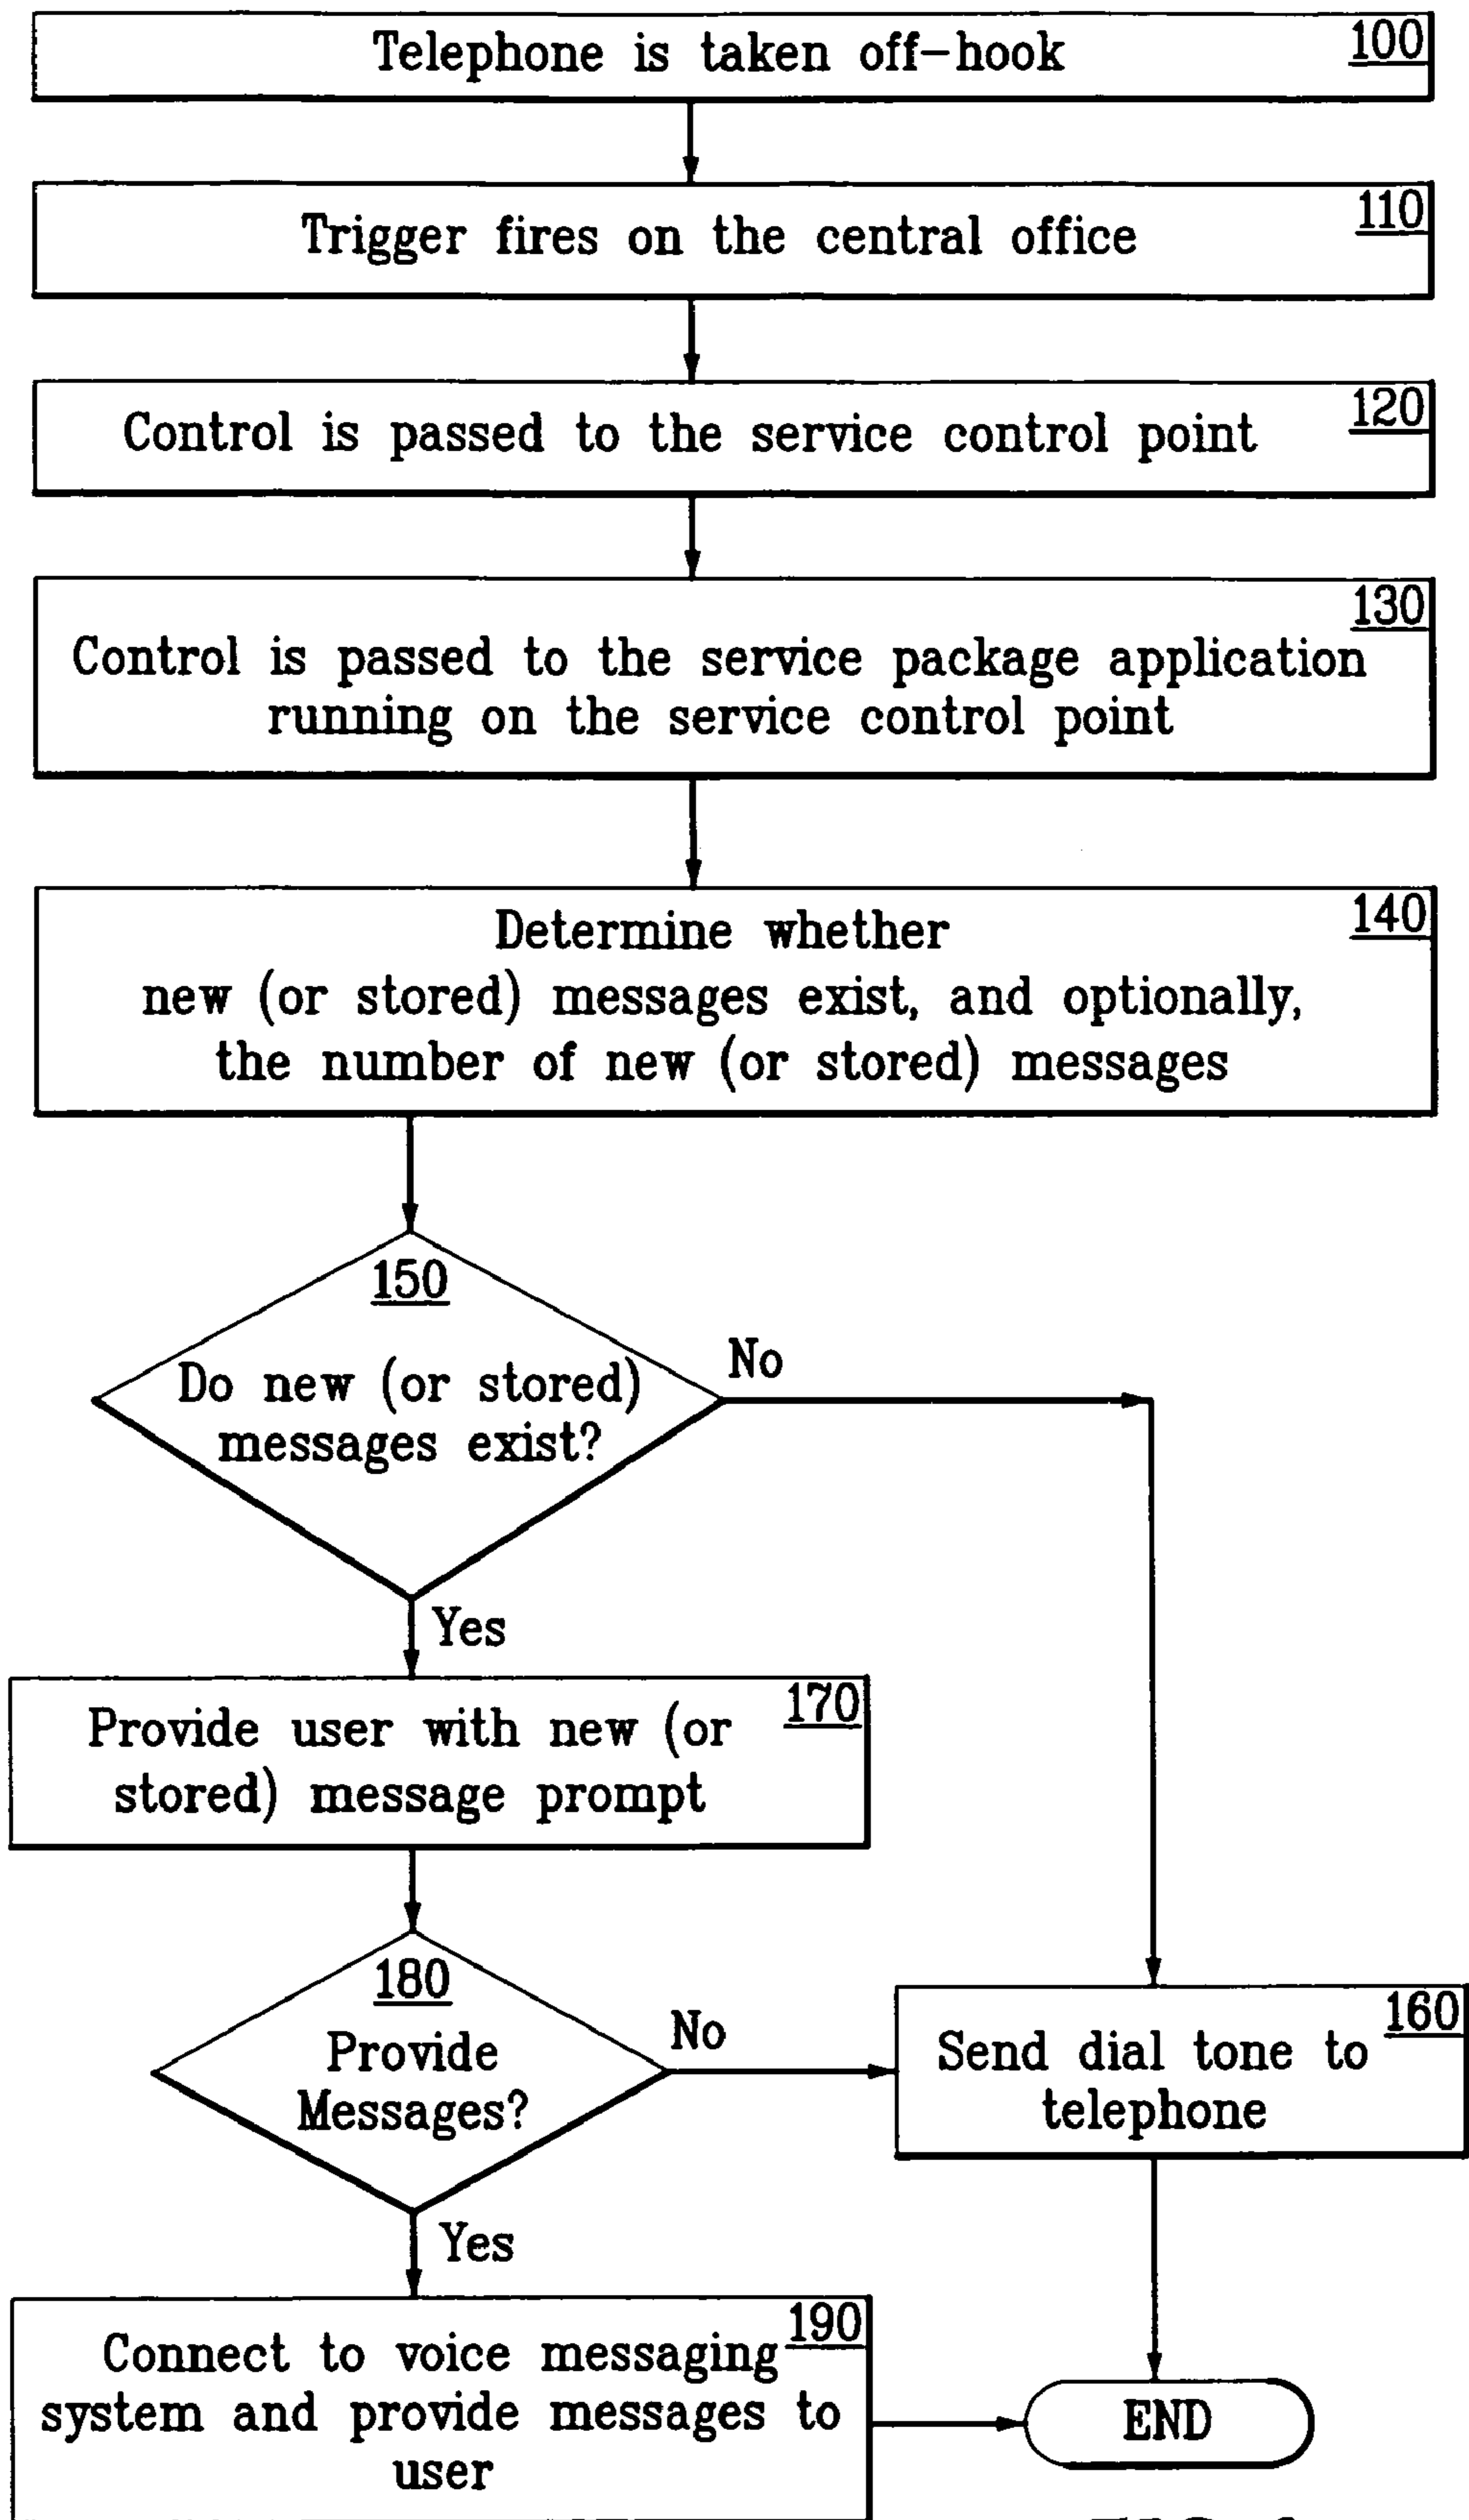 Telephone is taken off-hook
100
Trigger fires on the central office
110
Control is passed to the service control point
120
130
Control is passed to the service package application
running on the service control point
140
Determine whether
new (or stored) messages exist, and optionally,
the number of new (or stored) messages
150
Do new (or stored)
messages exist?
No
Yes
170
Provide user with new (or
stored) message prompt
180
Provide
Messages?
No
160
Send dial tone to
telephone
Yes
190
Connect to voice messaging
system and provide messages to
user
END